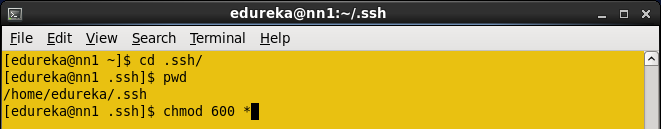 edureka@nn1:~/.ssh
File Edit View Search Terminal Help
[edureka@nn1 ~]$ cd .ssh/
[edureka@nn1 .ssh]$ pwd
/home/edureka/.ssh
[edureka@nn1 .ssh]$ chmod 600 *